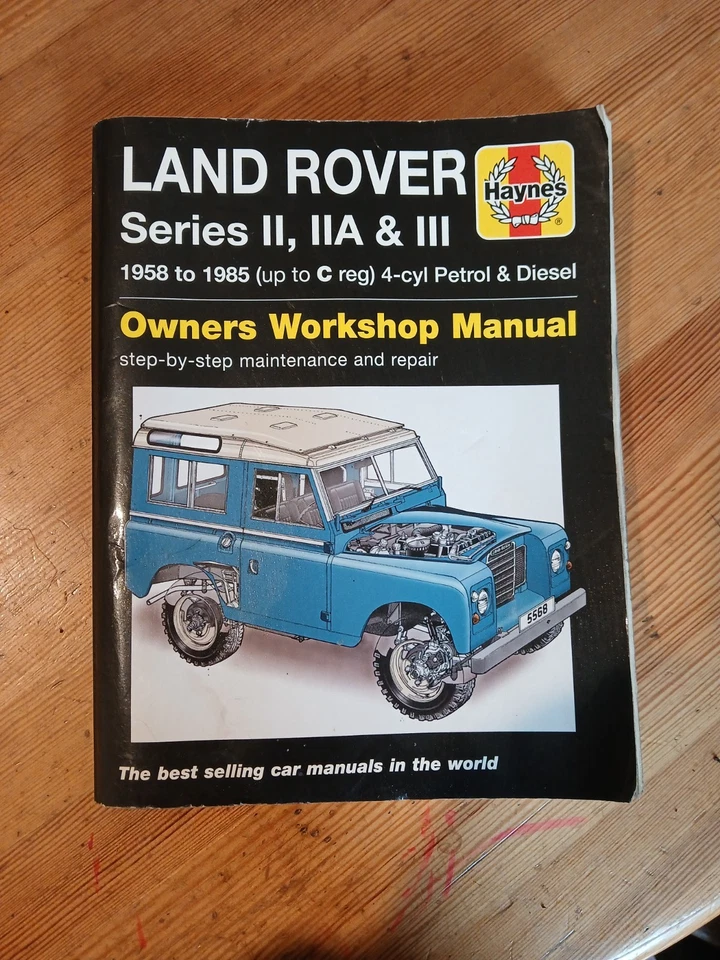 LAND ROVER
Haynes
®
Series II, IIA & III
1958 to 1985 (up to C reg) 4-cyl Petrol & Diesel
Owners Workshop Manual
step-by-step maintenance and repair
5568
The best selling car manuals in the world